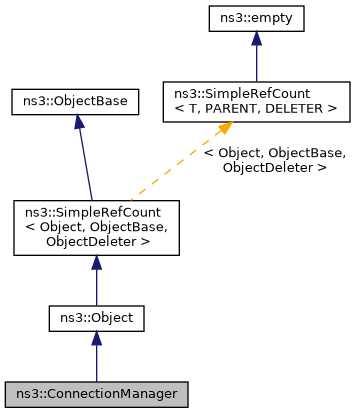 ns3::empty
ns3::ObjectBase
ns3::SimpleRefCount
< T, PARENT, DELETER >
< Object, ObjectBase,
ObjectDeleter >
ns3::SimpleRefCount
< Object, ObjectBase,
ObjectDeleter >
ns3::Object
ns3::ConnectionManager